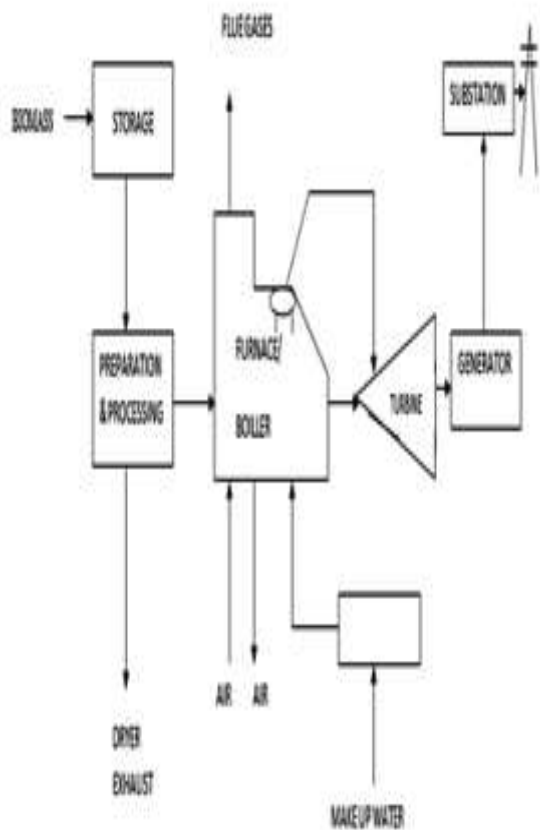 FLUE GASES
SUBSTATION
BIOMASS
STORAGE
PREPARATION
& PROCESSING
FURNACE/
BOILER
TURBINE
GENERATOR
AIR
AIR
DRYER
EXHAUST
MAKE UP WATER